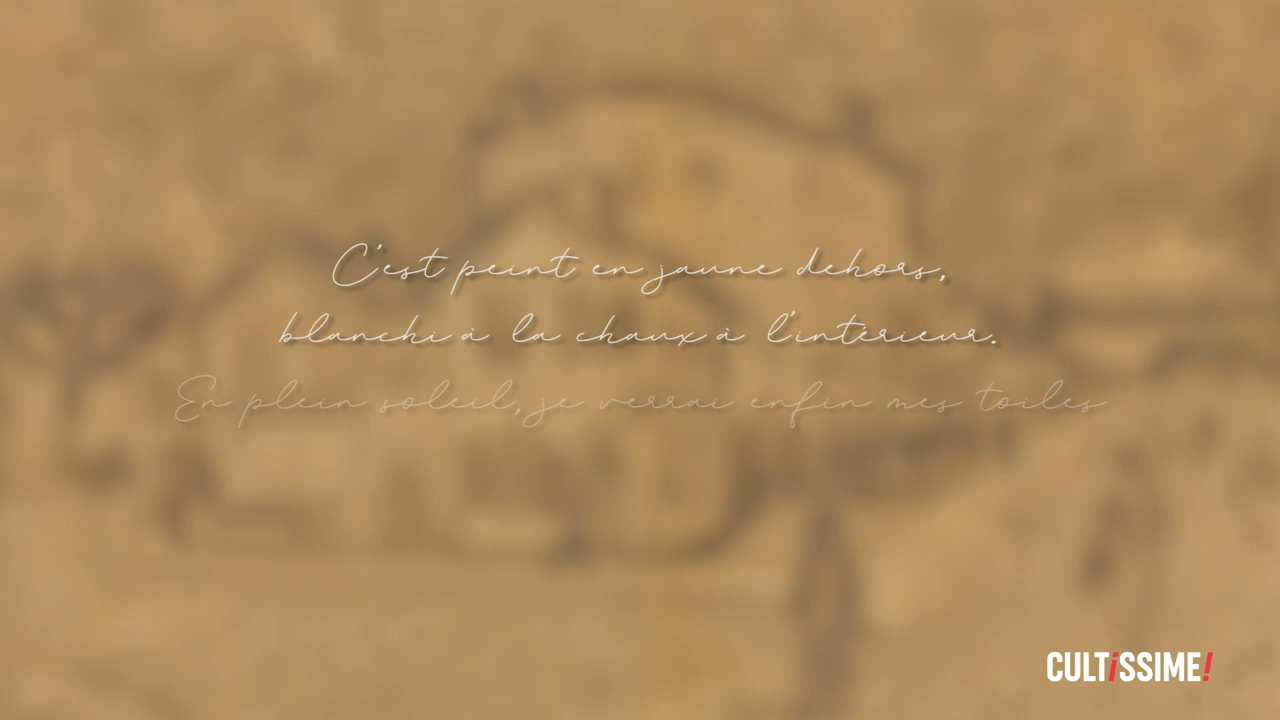 C'est peint en jaune dehors,
blanchi à la chaux à l'intérieur.
En plein soleil, je verrai enfin mes toiles
CULTiSSIME!